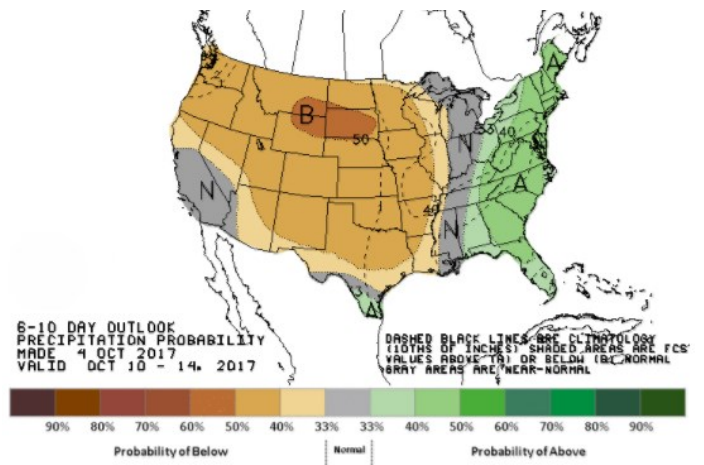 B
50
N
40
N
N
33
40
A
A
A
6-10 DAY OUTLOOK
PRECIPITATION PROBABILITY
MADE 4 OCT 2017
VALID OCT 10 - 14, 2017
DASHED BLACK LINES ARE CLIMATOLOGY
(10THS OF INCHES) SHADED AREAS ARE FCST
VALUES ABOVE (A) OR BELOW (B) NORMAL
GRAY AREAS ARE NEAR-NORMAL
90% 80% 70% 60% 50% 40% 33% 33% 40% 50% 60% 70% 80% 90%
Probability of Below Normal Probability of Above